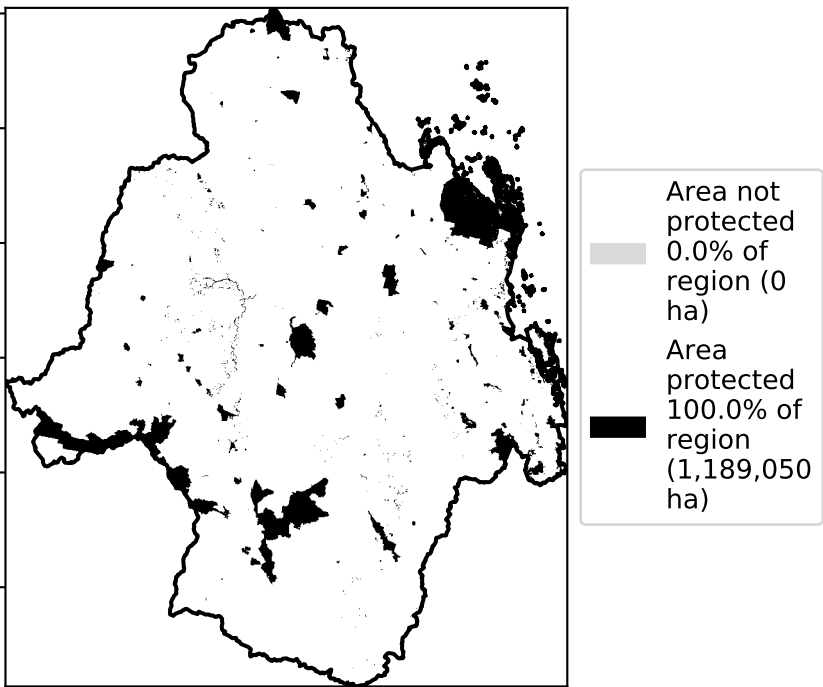 Area not
protected
0.0% of
region (0
ha)
Area
protected
100.0% of
region
(1,189,050
ha)